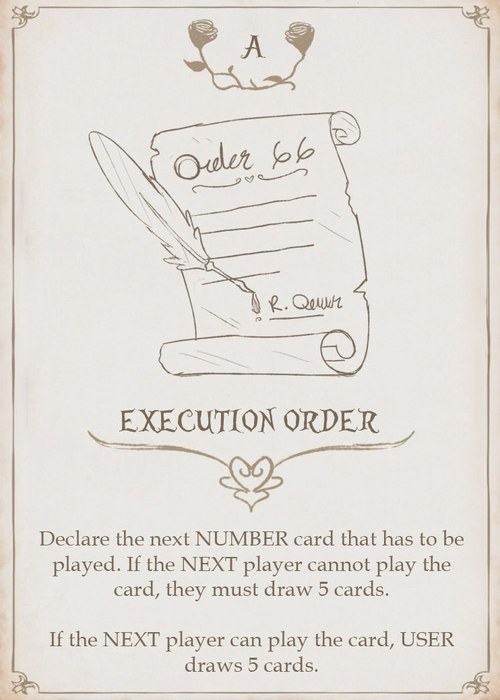 A
Order 66
R. Queen
EXECUTION ORDER
Declare the next NUMBER card that has to be
played. If the NEXT player cannot play the
card, they must draw 5 cards.
If the NEXT player can play the card, USER
draws 5 cards.